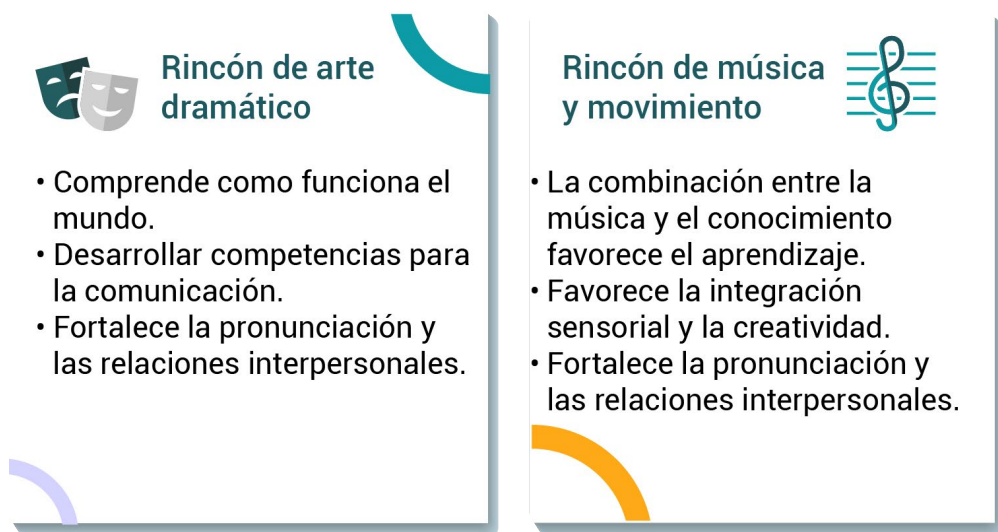 Rincón de arte
dramático
• Comprende como funciona el
mundo.
• Desarrollar competencias para
la comunicación.
• Fortalece la pronunciación y
las relaciones interpersonales.
Rincón de música
y movimiento
• La combinación entre la
música y el conocimiento
favorece el aprendizaje.
• Favorece la integración
sensorial y la creatividad.
• Fortalece la pronunciación y
las relaciones interpersonales.